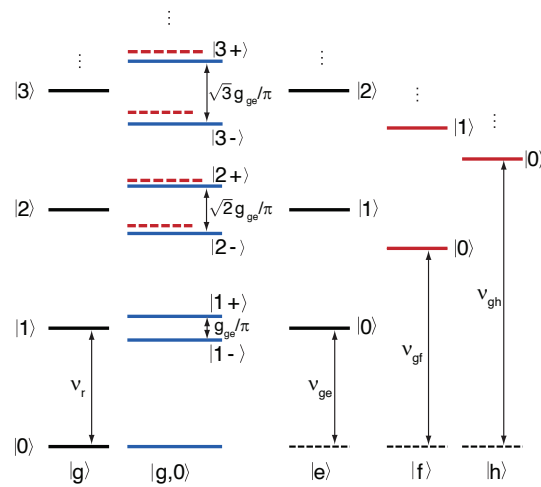 ⋮
⋮ |3+⟩ ⋮
|3⟩ √3 g_ge/π |2⟩ ⋮
|3-⟩ |1⟩ ⋮
|0⟩
|2+⟩
|2⟩ √2 g_ge/π |1⟩
|2-⟩ |0⟩
|1+⟩ ν_gh
|1⟩ g_ge/π |0⟩
|1-⟩ ν_gf
ν_r ν_ge
|0⟩
|g⟩ |g,0⟩ |e⟩ |f⟩ |h⟩